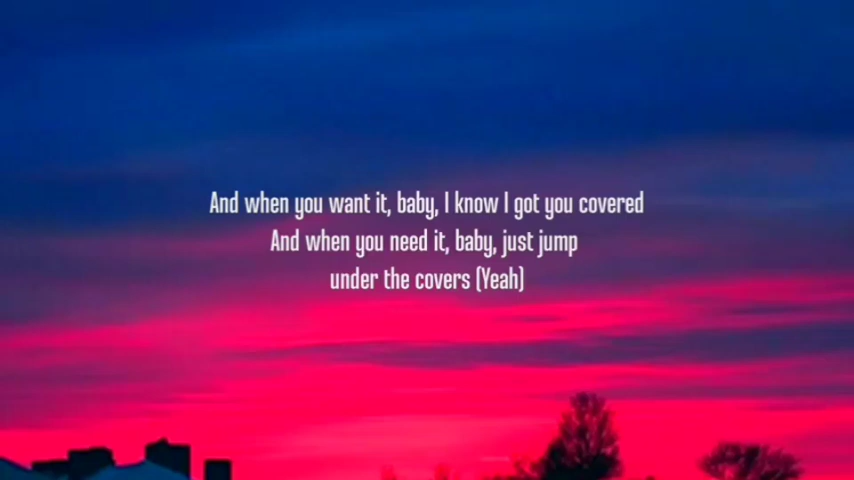 And when you want it, baby, I know I got you covered
And when you need it, baby, just jump
under the covers (Yeah)